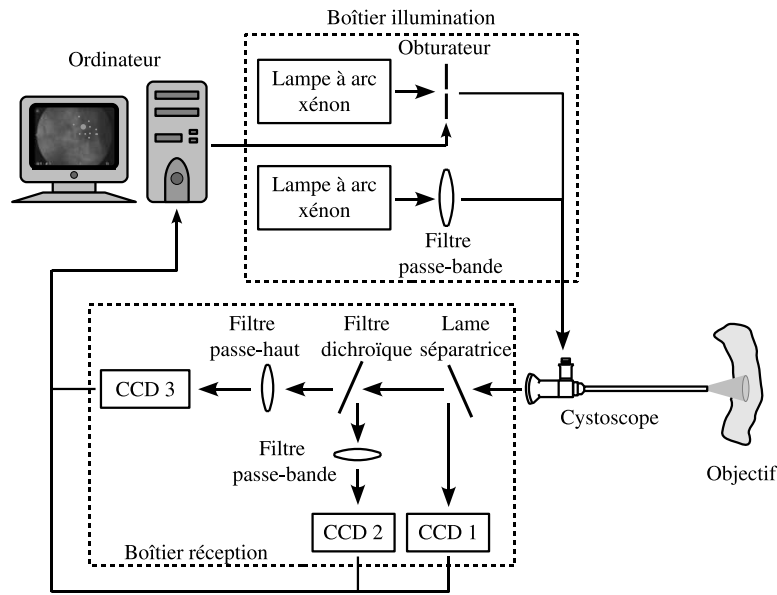 Boîtier illumination
Ordinateur
Obturateur
Lampe à arc
xénon
Lampe à arc
xénon
Filtre
passe-bande
Filtre
passe-haut
Filtre
dichroïque
Lame
séparatrice
CCD 3
Cystoscope
Filtre
passe-bande
Objectif
CCD 2
CCD 1
Boîtier réception